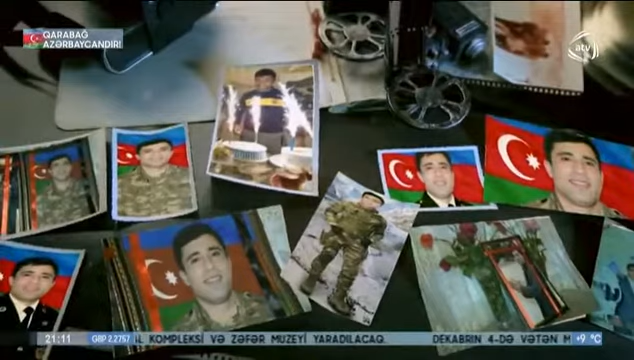 QARABAĞ
AZƏRBAYCANDIR!
atv
21:11 GBP 2.2757 İL KOMPLEKSİ VƏ ZƏFƏR MUZEYİ YARADILACAQ. DEKABRIN 4-DƏ VƏTƏN M +9 °C